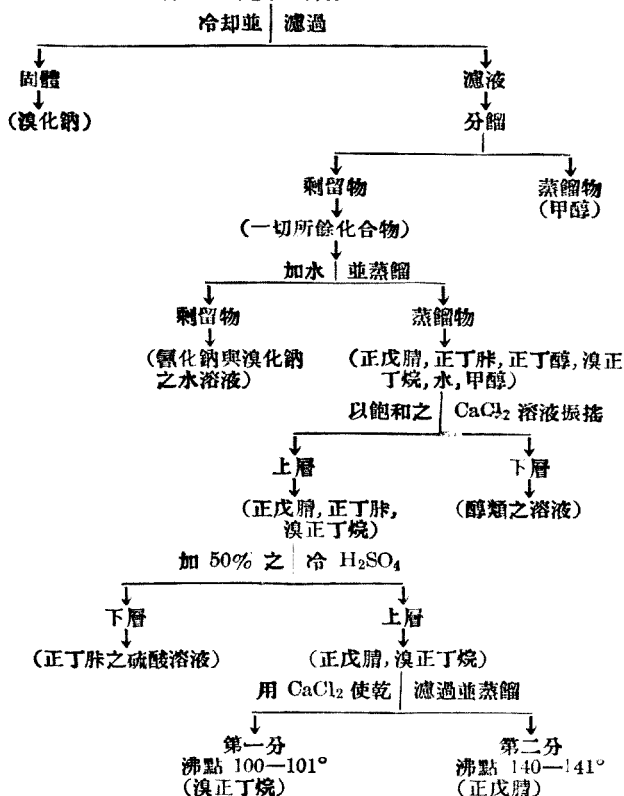 冷却並 濾過
固體 濾液
(溴化鈉) 分餾
剩留物 蒸餾物
(甲醇)
(一切所餘化合物)
加水 並蒸餾
剩留物 蒸餾物
(氰化鈉與溴化鈉 (正戊腈, 正丁胩, 正丁醇, 溴正
之水溶液) 丁烷, 水, 甲醇)
以飽和之 CaCl₂ 溶液振搖
上層 下層
(正戊腈, 正丁胩, (醇類之溶液)
溴正丁烷)
加 50% 之 冷 H₂SO₄
下層 上層
(正丁胩之硫酸溶液) (正戊腈, 溴正丁烷)
用 CaCl₂ 使乾 濾過並蒸餾
第一分 第二分
沸點 100—101° 沸點 140—141°
(溴正丁烷) (正戊腈)